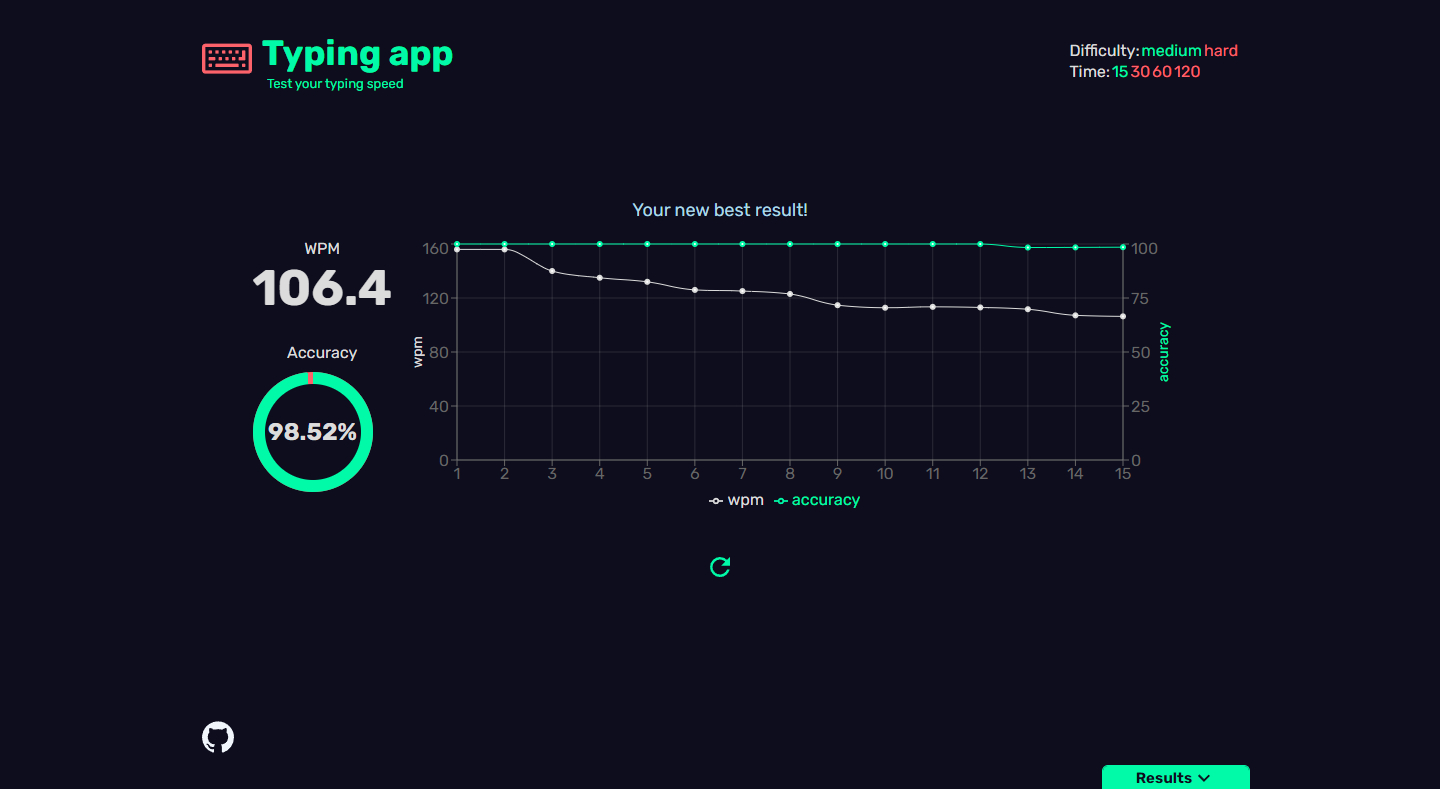 Typing app
Test your typing speed
Difficulty: medium hard
Time: 15 30 60 120
Your new best result!
WPM
106.4
Accuracy
98.52%
wpm
160
120
80
40
0
100
75
50
25
0
accuracy
1 2 3 4 5 6 7 8 9 10 11 12 13 14 15
wpm accuracy
Results